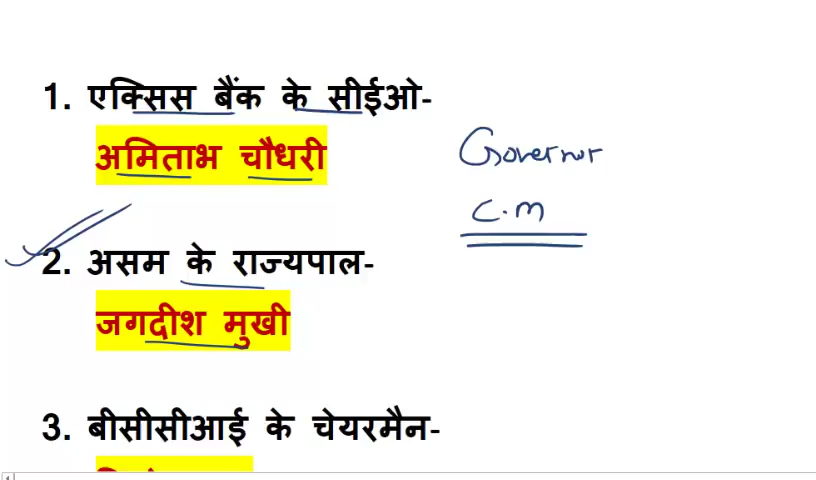 1. एक्सिस बैंक के सीईओ-
अमिताभ चौधरी
Governor
C.M
2. असम के राज्यपाल-
जगदीश मुखी
3. बीसीसीआई के चेयरमैन-